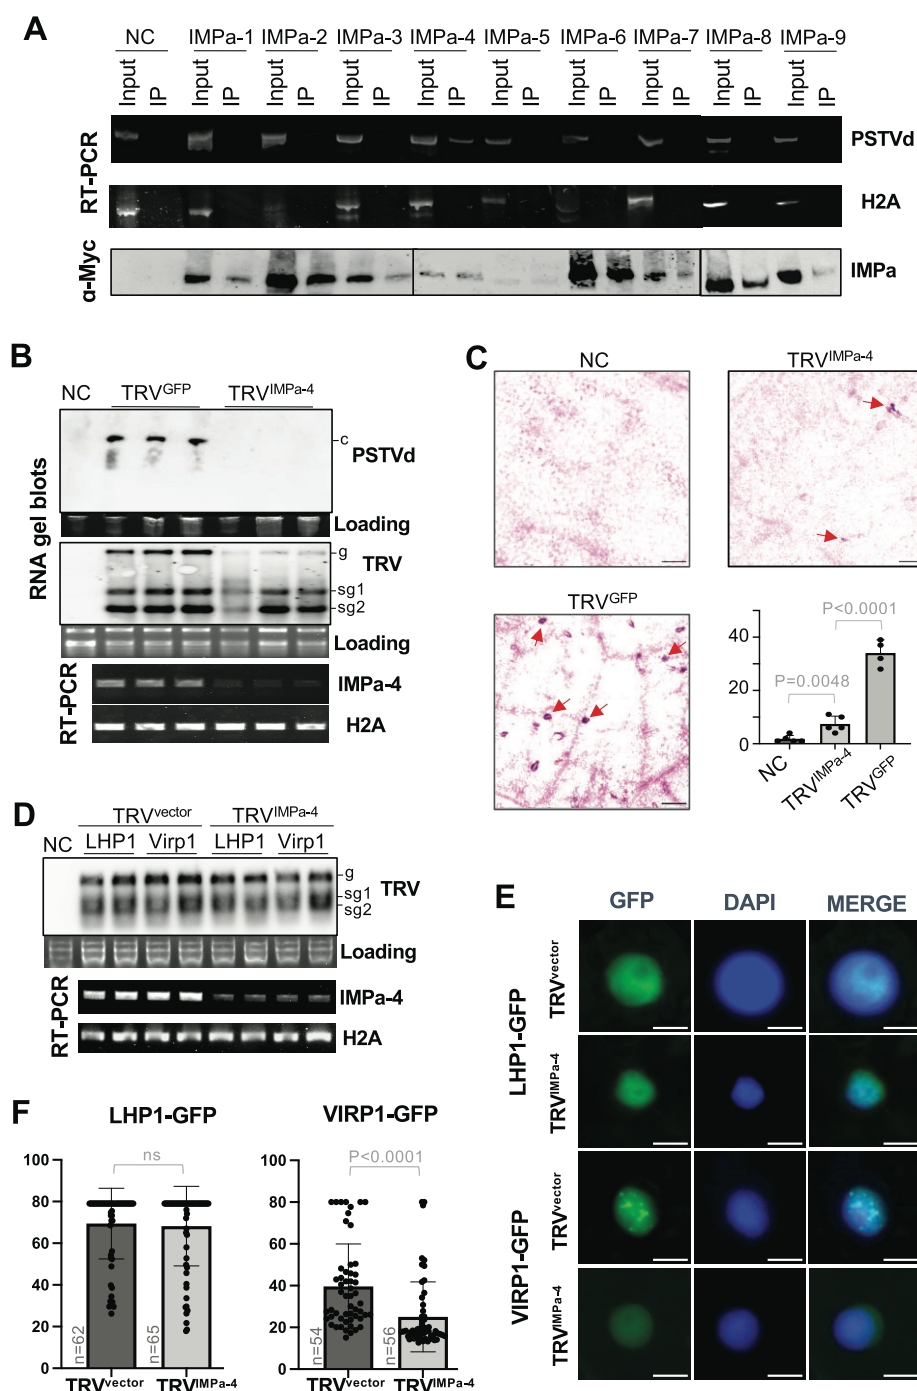 A
NC IMPa-1 IMPa-2 IMPa-3 IMPa-4 IMPa-5 IMPa-6 IMPa-7 IMPa-8 IMPa-9
Input IP Input IP Input IP Input IP Input IP Input IP Input IP Input IP Input IP Input IP
RT-PCR
PSTVd
H2A
α-Myc
IMPa
B
NC TRVGFP TRVIMPa-4
RNA gel blots
c
PSTVd
Loading
g
TRV
sg1
sg2
Loading
RT-PCR
IMPa-4
H2A
C
NC
TRVIMPa-4
TRVGFP
P<0.0001
P=0.0048
40
20
0
NC TRVIMPa-4 TRVGFP
D
TRVvector TRVIMPa-4
NC LHP1 Virp1 LHP1 Virp1
g
TRV
sg1
sg2
Loading
RT-PCR
IMPa-4
H2A
E
GFP DAPI MERGE
LHP1-GFP
TRVvector
TRVIMPa-4
VIRP1-GFP
TRVvector
TRVIMPa-4
F
LHP1-GFP
ns
100
80
60
40
20
0
n=62
n=65
TRVvector TRVIMPa-4
VIRP1-GFP
P<0.0001
100
80
60
40
20
0
n=54
n=56
TRVvector TRVIMPa-4